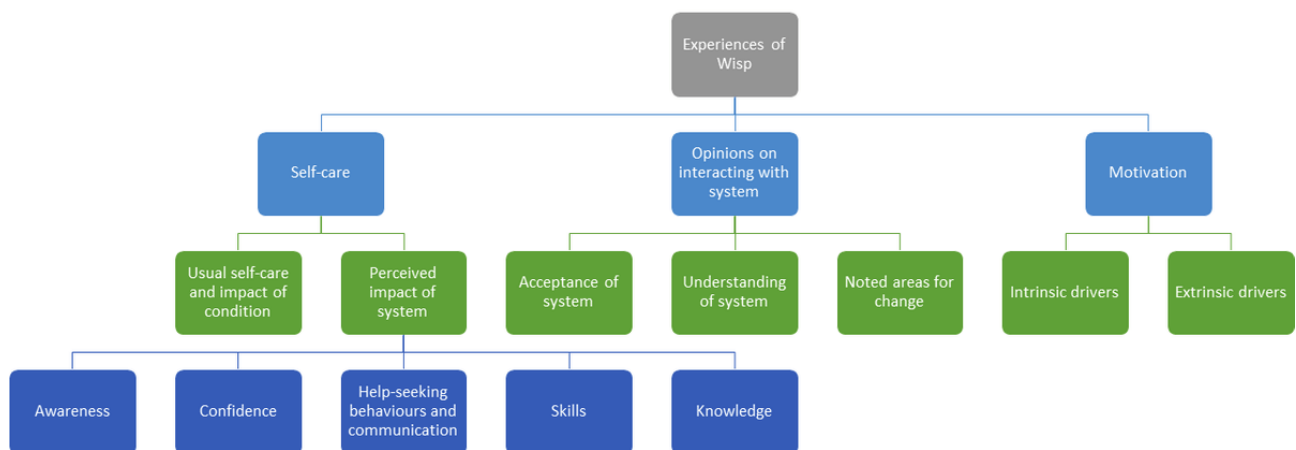 Experiences of
Wisp
Self-care
Opinions on
interacting with
system
Motivation
Usual self-care
and impact of
condition
Perceived
impact of
system
Acceptance of
system
Understanding
of system
Noted areas for
change
Intrinsic drivers
Extrinsic drivers
Awareness
Confidence
Help-seeking
behaviours and
communication
Skills
Knowledge